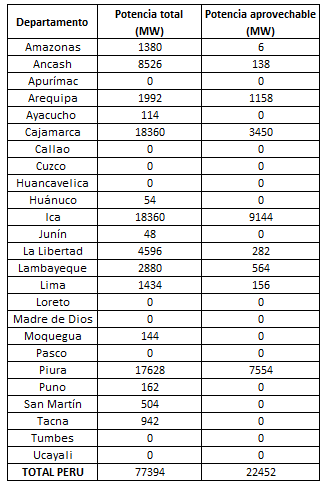 Departamento Potencia total (MW) Potencia aprovechable (MW)
Amazonas 1380 6
Ancash 8526 138
Apurímac 0 0
Arequipa 1992 1158
Ayacucho 114 0
Cajamarca 18360 3450
Callao 0 0
Cuzco 0 0
Huancavelica 0 0
Huánuco 54 0
Ica 18360 9144
Junín 48 0
La Libertad 4596 282
Lambayeque 2880 564
Lima 1434 156
Loreto 0 0
Madre de Dios 0 0
Moquegua 144 0
Pasco 0 0
Piura 17628 7554
Puno 162 0
San Martín 504 0
Tacna 942 0
Tumbes 0 0
Ucayali 0 0
TOTAL PERU 77394 22452